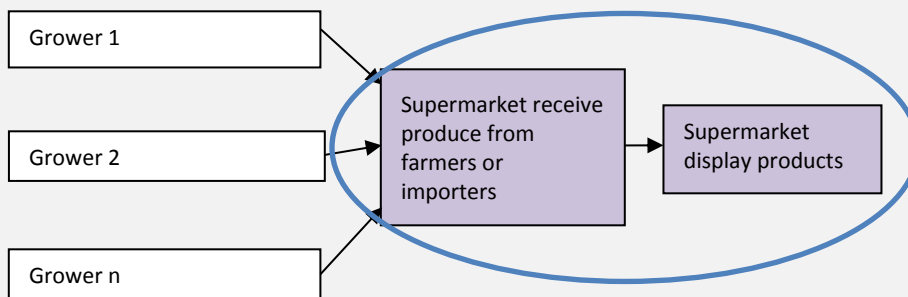 Grower 1
Grower 2
Grower n
Supermarket receive
produce from
farmers or
importers
Supermarket
display products